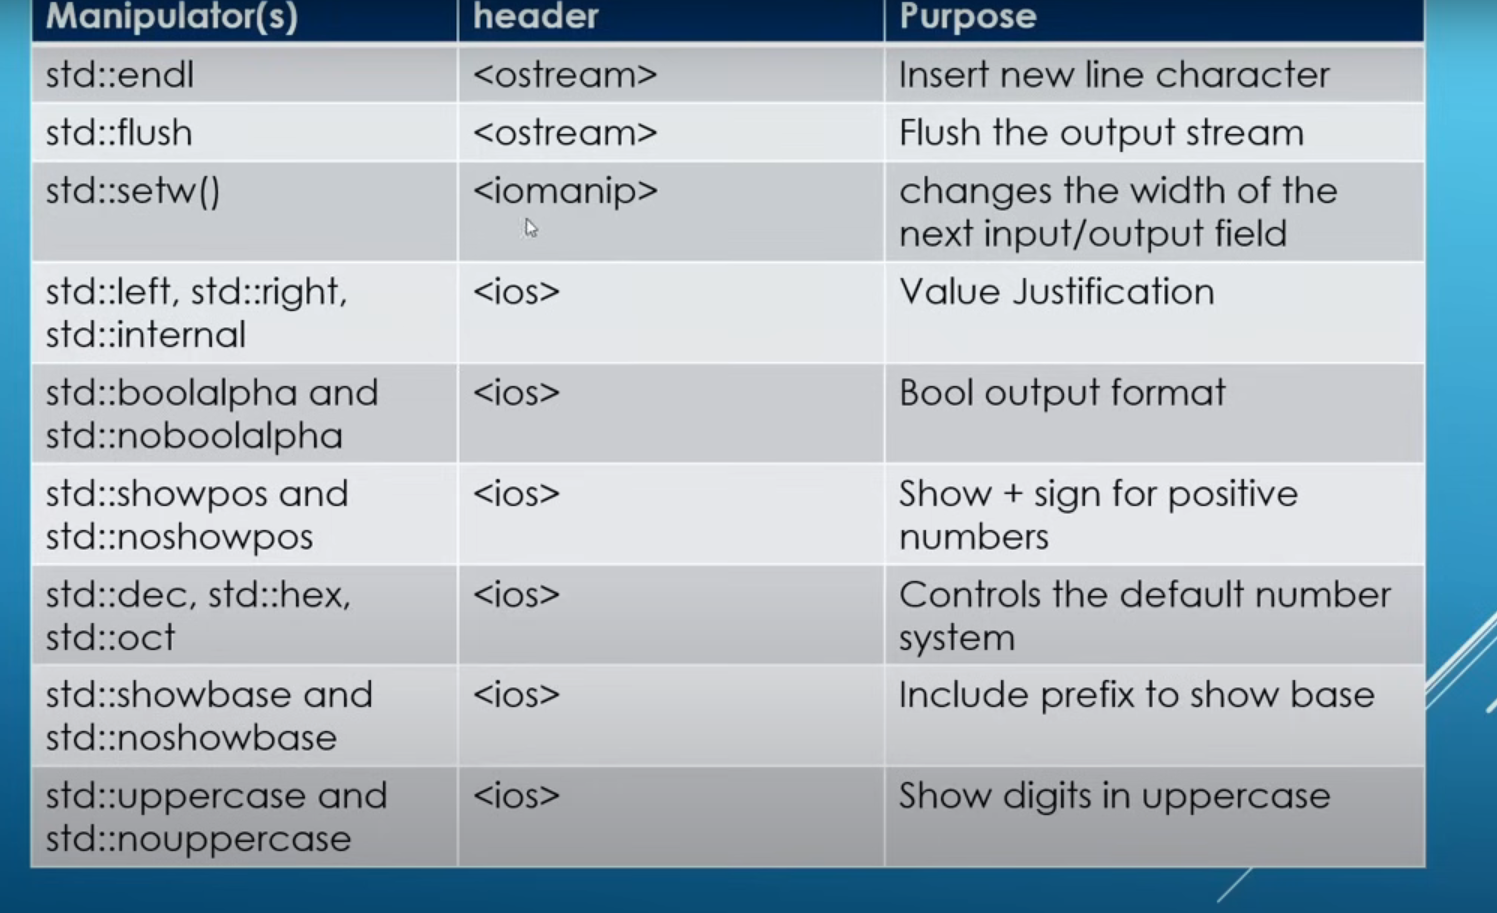 Manipulator(s) header Purpose
std::endl <ostream> Insert new line character
std::flush <ostream> Flush the output stream
std::setw() <iomanip> changes the width of the
next input/output field
std::left, std::right, <ios> Value Justification
std::internal
std::boolalpha and <ios> Bool output format
std::noboolalpha
std::showpos and <ios> Show + sign for positive
std::noshowpos numbers
std::dec, std::hex, <ios> Controls the default number
std::oct system
std::showbase and <ios> Include prefix to show base
std::noshowbase
std::uppercase and <ios> Show digits in uppercase
std::nouppercase